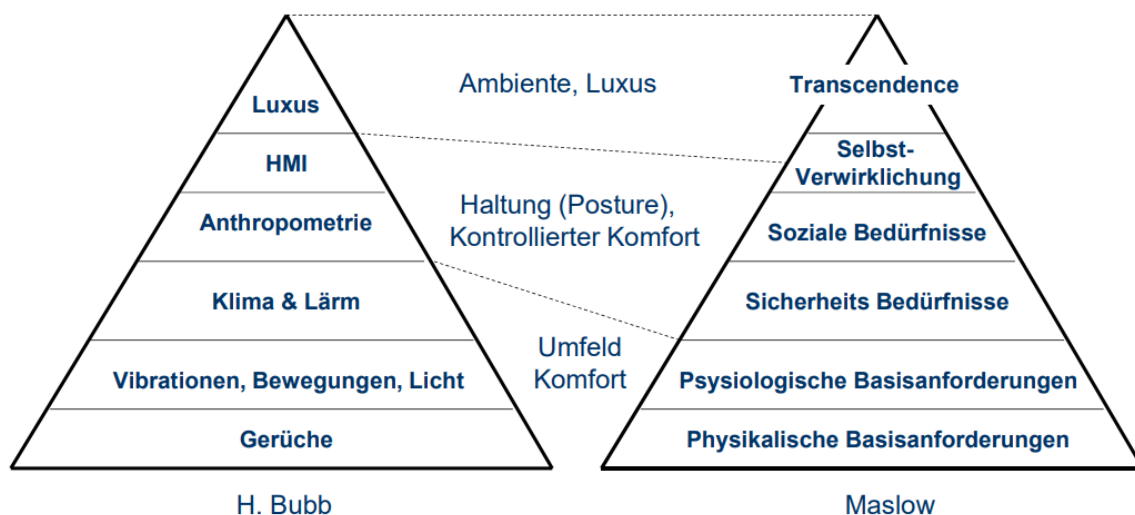 Luxus
HMI
Anthropometrie
Klima & Lärm
Vibrationen, Bewegungen, Licht
Gerüche
H. Bubb
Ambiente, Luxus
Haltung (Posture),
Kontrollierter Komfort
Umfeld
Komfort
Transcendence
Selbst-
Verwirklichung
Soziale Bedürfnisse
Sicherheits Bedürfnisse
Psysiologische Basisanforderungen
Physikalische Basisanforderungen
Maslow